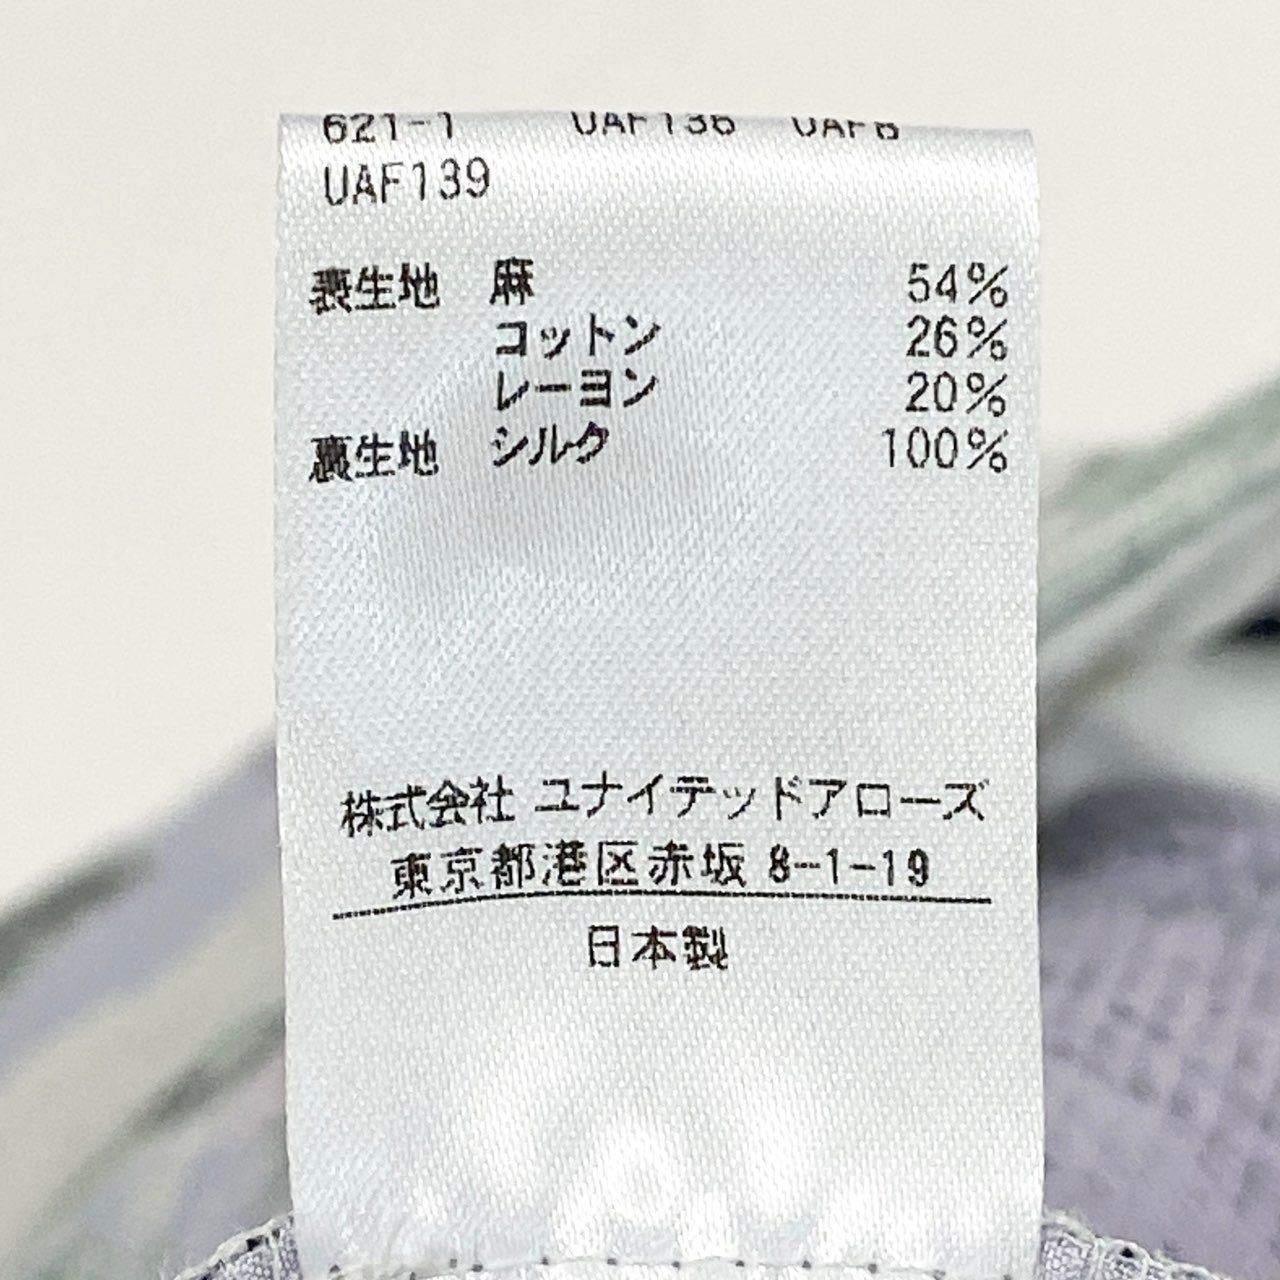 621-1 UAF136 UAF6
UAF139
表生地 麻 54%
コットン 26%
レーヨン 20%
裏生地 シルク 100%
株式会社 ユナイテッドアローズ
東京都港区赤坂 8-1-19
日本製